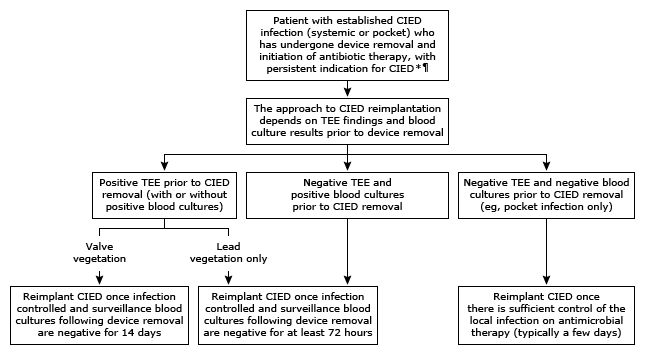 Patient with established CIED
infection (systemic or pocket) who
has undergone device removal and
initiation of antibiotic therapy, with
persistent indication for CIED*¶
The approach to CIED reimplantation
depends on TEE findings and blood
culture results prior to device removal
Positive TEE prior to CIED
removal (with or without
positive blood cultures)
Negative TEE and
positive blood cultures
prior to CIED removal
Negative TEE and negative blood
cultures prior to CIED removal
(eg, pocket infection only)
Valve
vegetation
Lead
vegetation only
Reimplant CIED once infection
controlled and surveillance blood
cultures following device removal
are negative for 14 days
Reimplant CIED once infection
controlled and surveillance blood
cultures following device removal
are negative for at least 72 hours
Reimplant CIED once
there is sufficient control of the
local infection on antimicrobial
therapy (typically a few days)